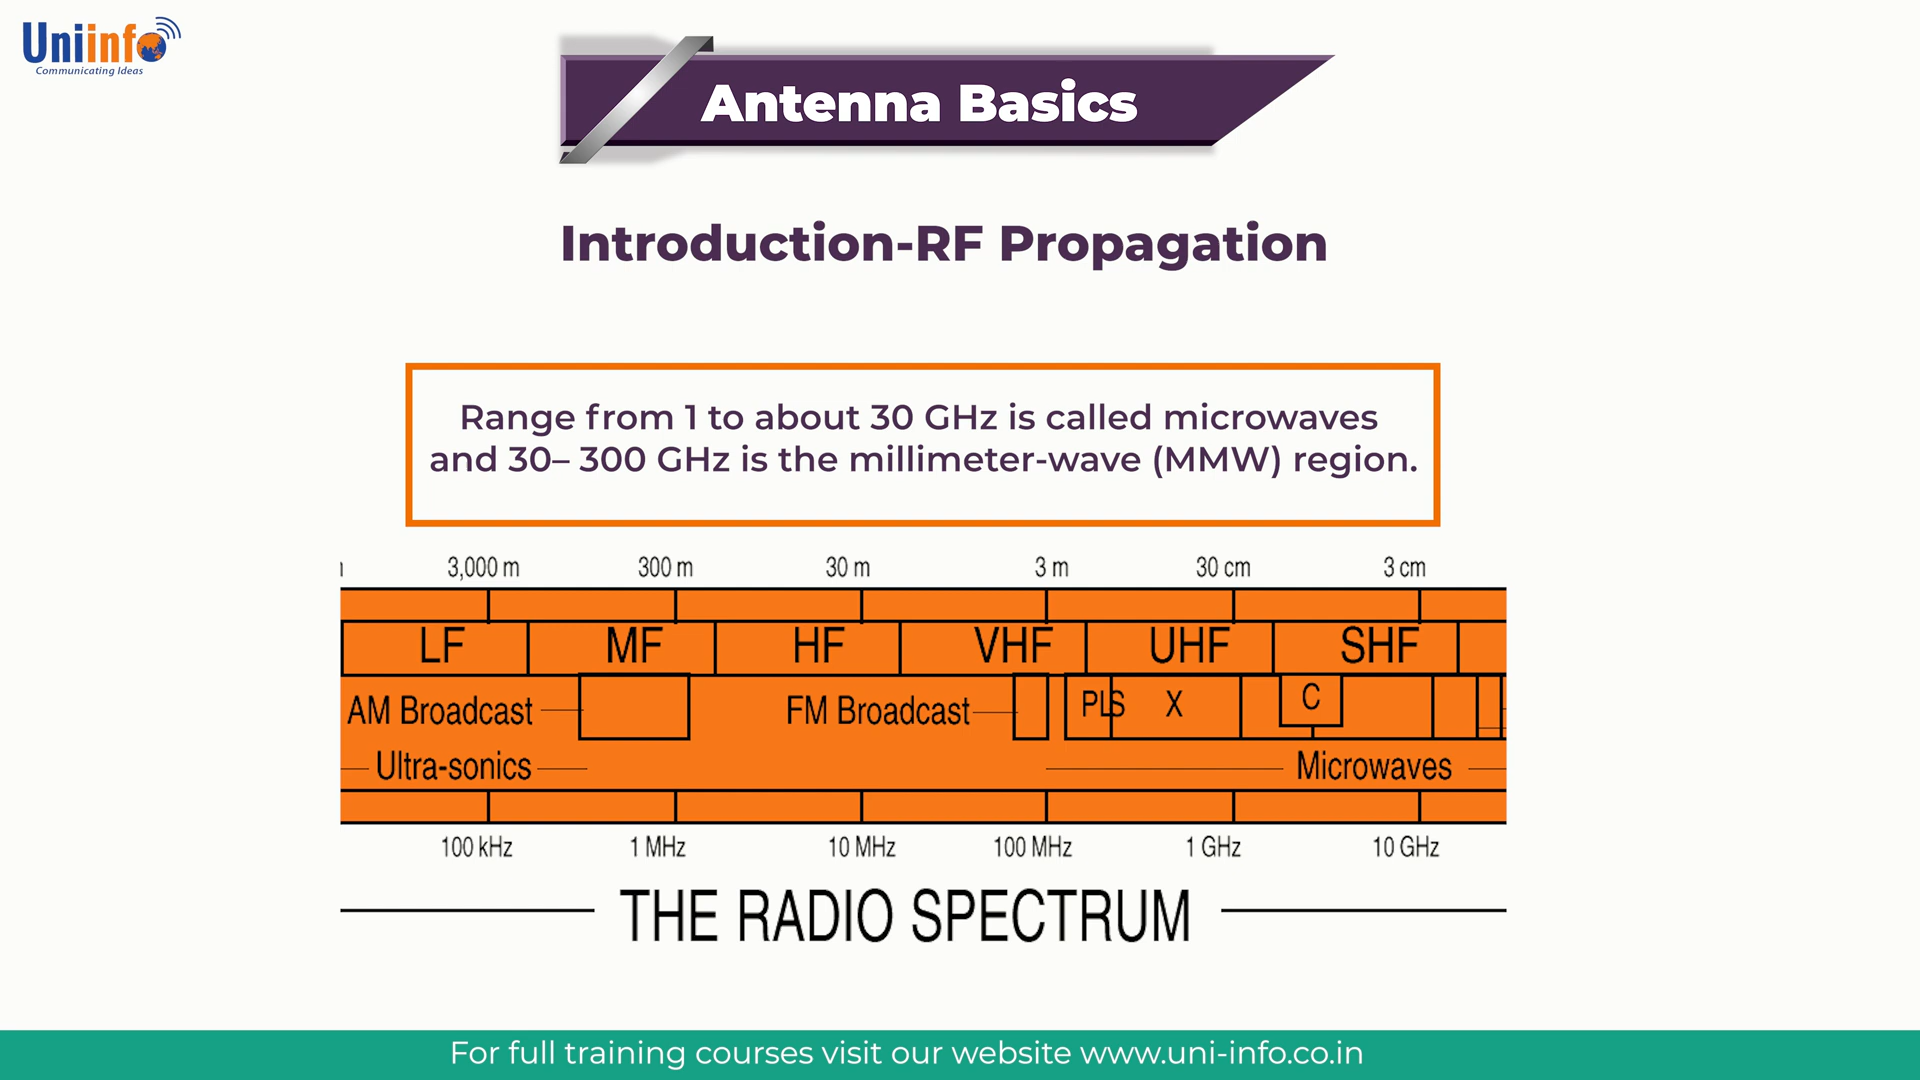 Uniinfo
Communicating Ideas
Antenna Basics
Introduction-RF Propagation
Range from 1 to about 30 GHz is called microwaves
and 30– 300 GHz is the millimeter-wave (MMW) region.
3,000 m 300 m 30 m 3 m 30 cm 3 cm
LF MF HF VHF UHF SHF
AM Broadcast FM Broadcast PLS X C
Ultra-sonics Microwaves
100 kHz 1 MHz 10 MHz 100 MHz 1 GHz 10 GHz
THE RADIO SPECTRUM
For full training courses visit our website www.uni-info.co.in